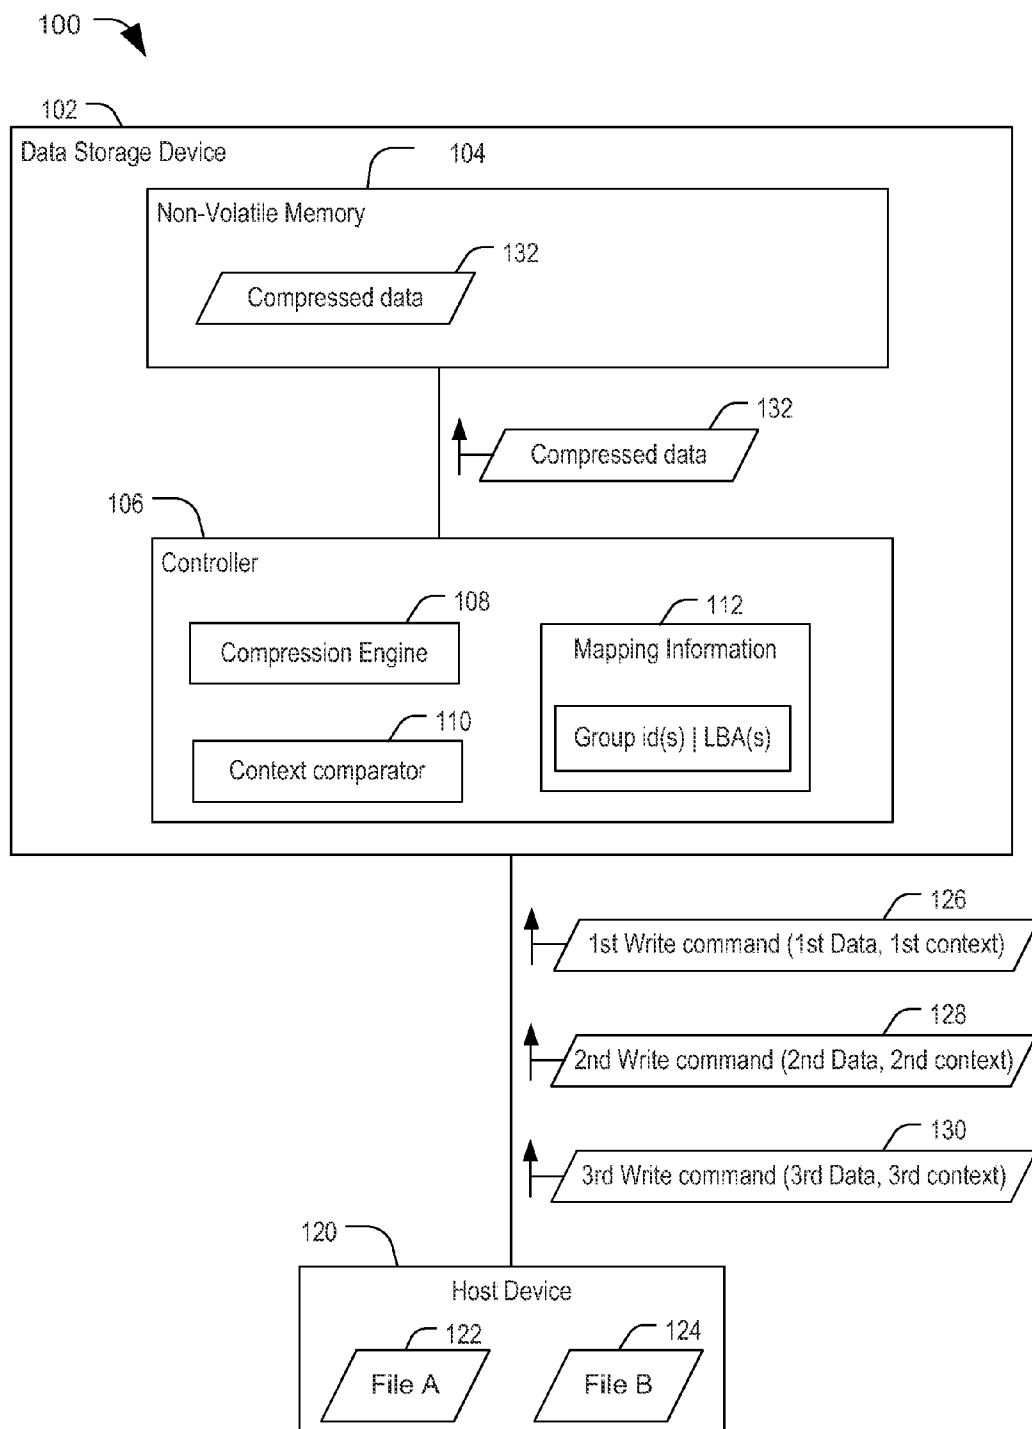 100
102
Data Storage Device
104
Non-Volatile Memory
132
Compressed data
132
Compressed data
106
Controller
108
Compression Engine
112
Mapping Information
110
Context comparator
Group id(s) | LBA(s)
126
1st Write command (1st Data, 1st context)
128
2nd Write command (2nd Data, 2nd context)
130
3rd Write command (3rd Data, 3rd context)
120
Host Device
122
File A
124
File B